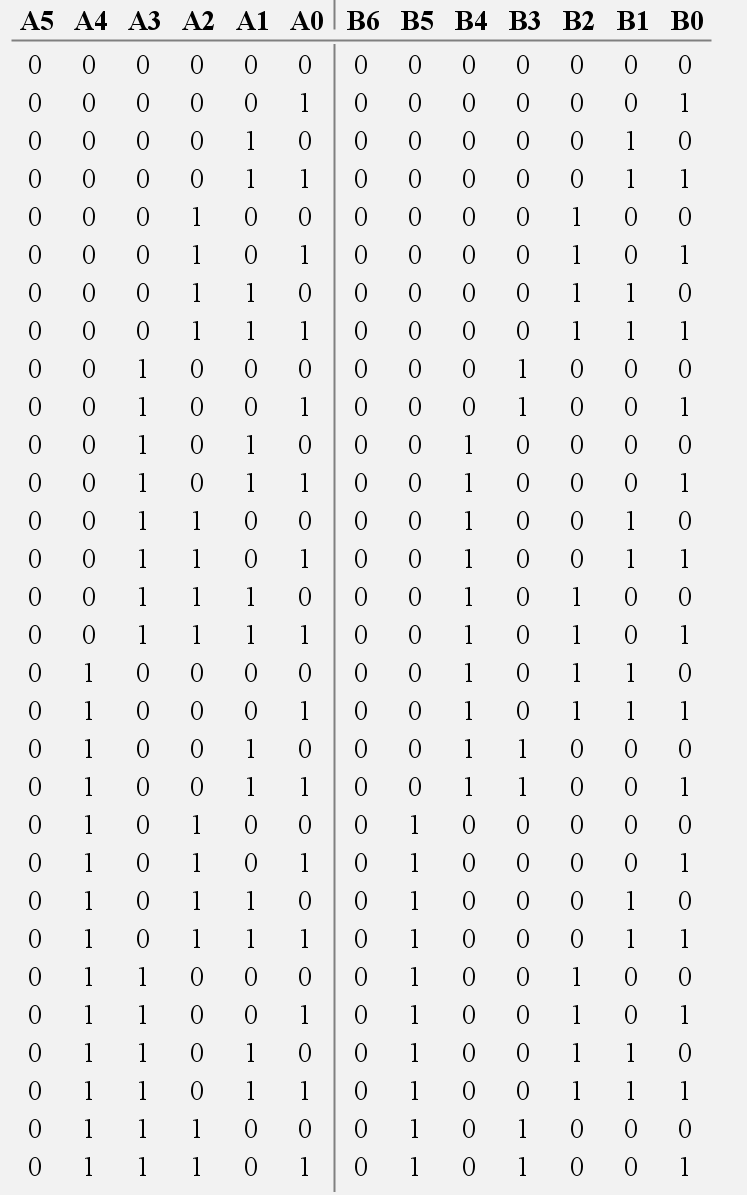 A5 A4 A3 A2 A1 A0 B6 B5 B4 B3 B2 B1 B0
0 0 0 0 0 0 0 0 0 0 0 0 0
0 0 0 0 0 1 0 0 0 0 0 0 1
0 0 0 0 1 0 0 0 0 0 0 1 0
0 0 0 0 1 1 0 0 0 0 0 1 1
0 0 0 1 0 0 0 0 0 0 1 0 0
0 0 0 1 0 1 0 0 0 0 1 0 1
0 0 0 1 1 0 0 0 0 0 1 1 0
0 0 0 1 1 1 0 0 0 0 1 1 1
0 0 1 0 0 0 0 0 0 1 0 0 0
0 0 1 0 0 1 0 0 0 1 0 0 1
0 0 1 0 1 0 0 0 1 0 0 0 0
0 0 1 0 1 1 0 0 1 0 0 0 1
0 0 1 1 0 0 0 0 1 0 0 1 0
0 0 1 1 0 1 0 0 1 0 0 1 1
0 0 1 1 1 0 0 0 1 0 1 0 0
0 0 1 1 1 1 0 0 1 0 1 0 1
0 1 0 0 0 0 0 0 1 0 1 1 0
0 1 0 0 0 1 0 0 1 0 1 1 1
0 1 0 0 1 0 0 0 1 1 0 0 0
0 1 0 0 1 1 0 0 1 1 0 0 1
0 1 0 1 0 0 0 1 0 0 0 0 0
0 1 0 1 0 1 0 1 0 0 0 0 1
0 1 0 1 1 0 0 1 0 0 0 1 0
0 1 0 1 1 1 0 1 0 0 0 1 1
0 1 1 0 0 0 0 1 0 0 1 0 0
0 1 1 0 0 1 0 1 0 0 1 0 1
0 1 1 0 1 0 0 1 0 0 1 1 0
0 1 1 0 1 1 0 1 0 0 1 1 1
0 1 1 1 0 0 0 1 0 1 0 0 0
0 1 1 1 0 1 0 1 0 1 0 0 1